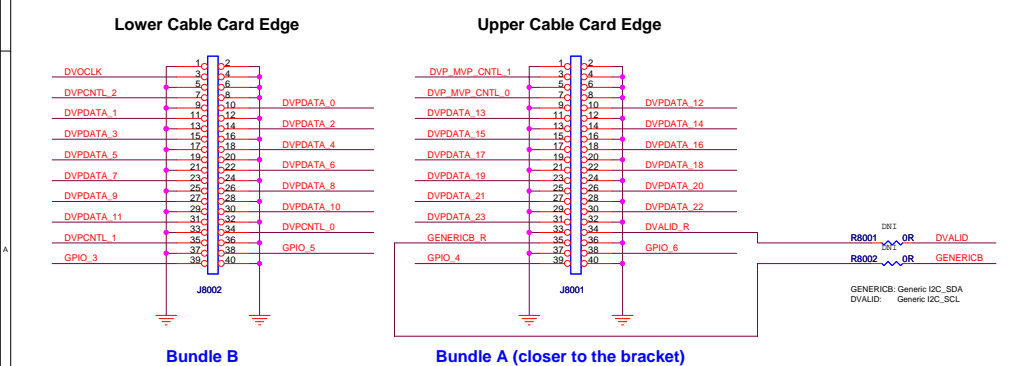 Lower Cable Card Edge
Upper Cable Card Edge
1 2
DVOCLK 3 4
5 6
DVPCNTL_2 7 8
9 10 DVPDATA_0
DVPDATA_1 11 12
13 14 DVPDATA_2
DVPDATA_3 15 16
17 18 DVPDATA_4
DVPDATA_5 19 20
21 22 DVPDATA_6
DVPDATA_7 23 24
25 26 DVPDATA_8
DVPDATA_9 27 28
29 30 DVPDATA_10
DVPDATA_11 31 32
33 34 DVPCNTL_0
DVPCNTL_1 35 36
37 38 GPIO_5
GPIO_3 39 40
J8002
Bundle B
1 2
DVP_MVP_CNTL_1 3 4
5 6
DVP_MVP_CNTL_0 7 8
9 10 DVPDATA_12
DVPDATA_13 11 12
13 14 DVPDATA_14
DVPDATA_15 15 16
17 18 DVPDATA_16
DVPDATA_17 19 20
21 22 DVPDATA_18
DVPDATA_19 23 24
25 26 DVPDATA_20
DVPDATA_21 27 28
29 30 DVPDATA_22
DVPDATA_23 31 32
33 34 DVALID_R
GENERICB_R 35 36
37 38 GPIO_6
GPIO_4 39 40
J8001
Bundle A (closer to the bracket)
DNI
R8001 0R DVALID
DNI
R8002 0R GENERICB
GENERICB: Generic I2C_SDA
DVALID: Generic I2C_SCL
A